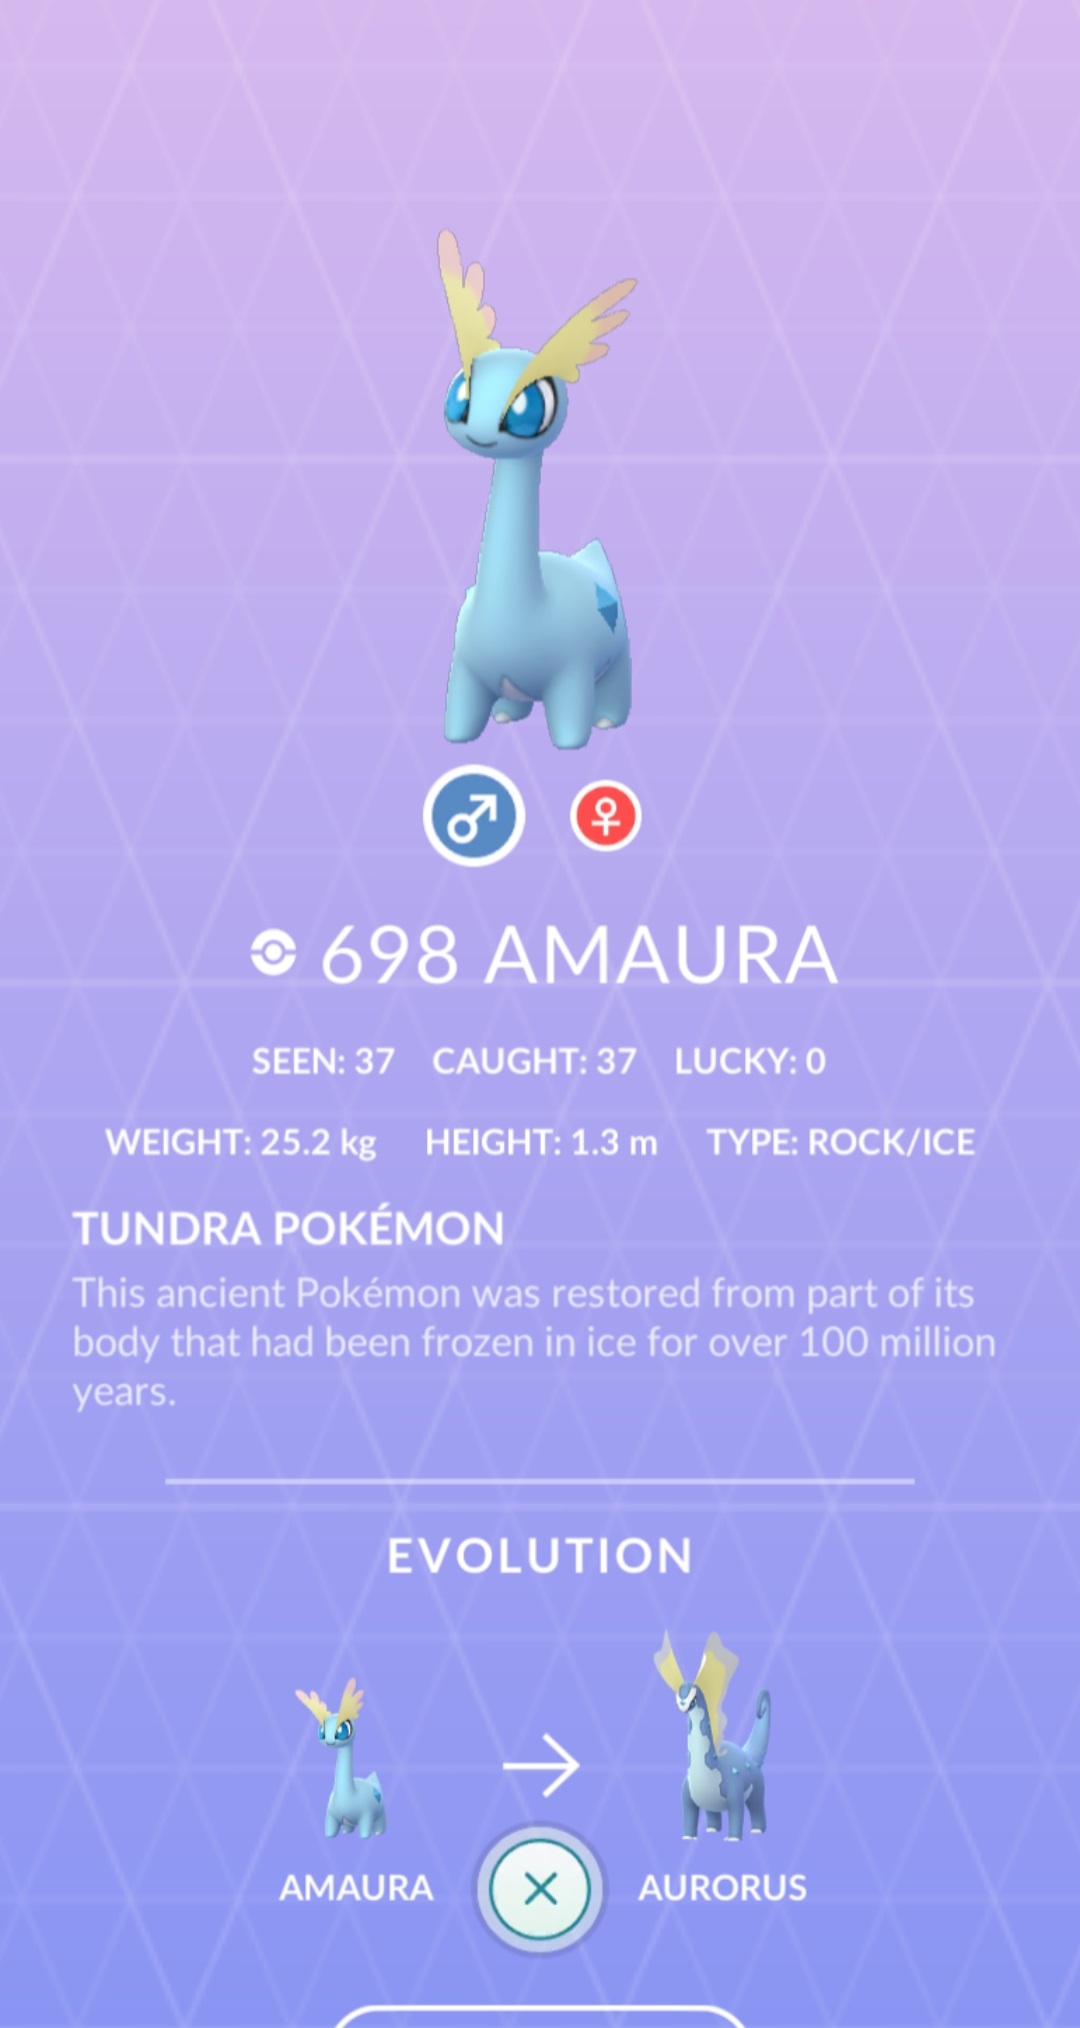 698 AMAURA
SEEN: 37 CAUGHT: 37 LUCKY: 0
WEIGHT: 25.2 kg HEIGHT: 1.3 m TYPE: ROCK/ICE
TUNDRA POKÉMON
This ancient Pokémon was restored from part of its
body that had been frozen in ice for over 100 million
years.
EVOLUTION
AMAURA AURORUS